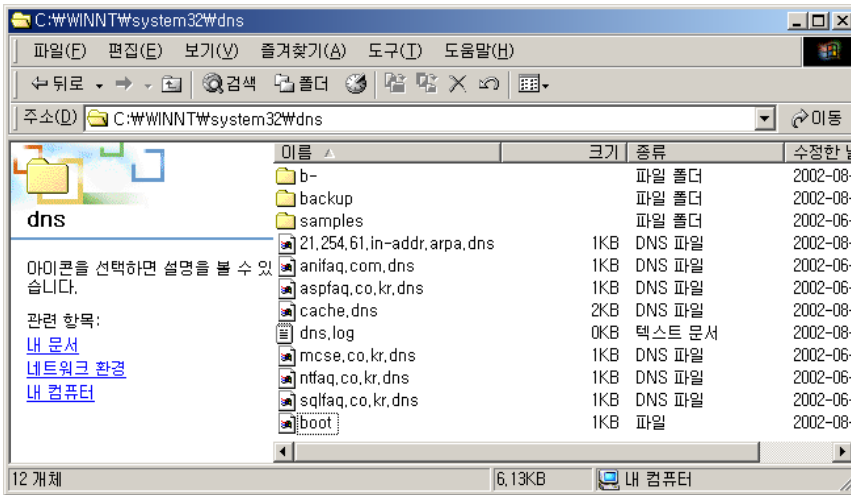 C:₩WINNT₩system32₩dns
파일(F) 편집(E) 보기(V) 즐겨찾기(A) 도구(T) 도움말(H)
뒤로 검색 폴더
주소(D) C:₩WINNT₩system32₩dns 이동
dns
아이콘을 선택하면 설명을 볼 수 있
습니다.
관련 항목:
내 문서
네트워크 환경
내 컴퓨터
이름 크기 종류 수정한
b- 파일 폴더 2002-08-
backup 파일 폴더 2002-08-
samples 파일 폴더 2002-06-
21.254.61.in-addr.arpa.dns 1KB DNS 파일 2002-08-
anifaq.com.dns 1KB DNS 파일 2002-06-
aspfaq.co.kr.dns 1KB DNS 파일 2002-06-
cache.dns 2KB DNS 파일 2002-08-
dns.log 0KB 텍스트 문서 2002-08-
mcse.co.kr.dns 1KB DNS 파일 2002-06-
ntfaq.co.kr.dns 1KB DNS 파일 2002-06-
sqlfaq.co.kr.dns 1KB DNS 파일 2002-06-
boot 1KB 파일 2002-08-
12 개체 6.13KB 내 컴퓨터